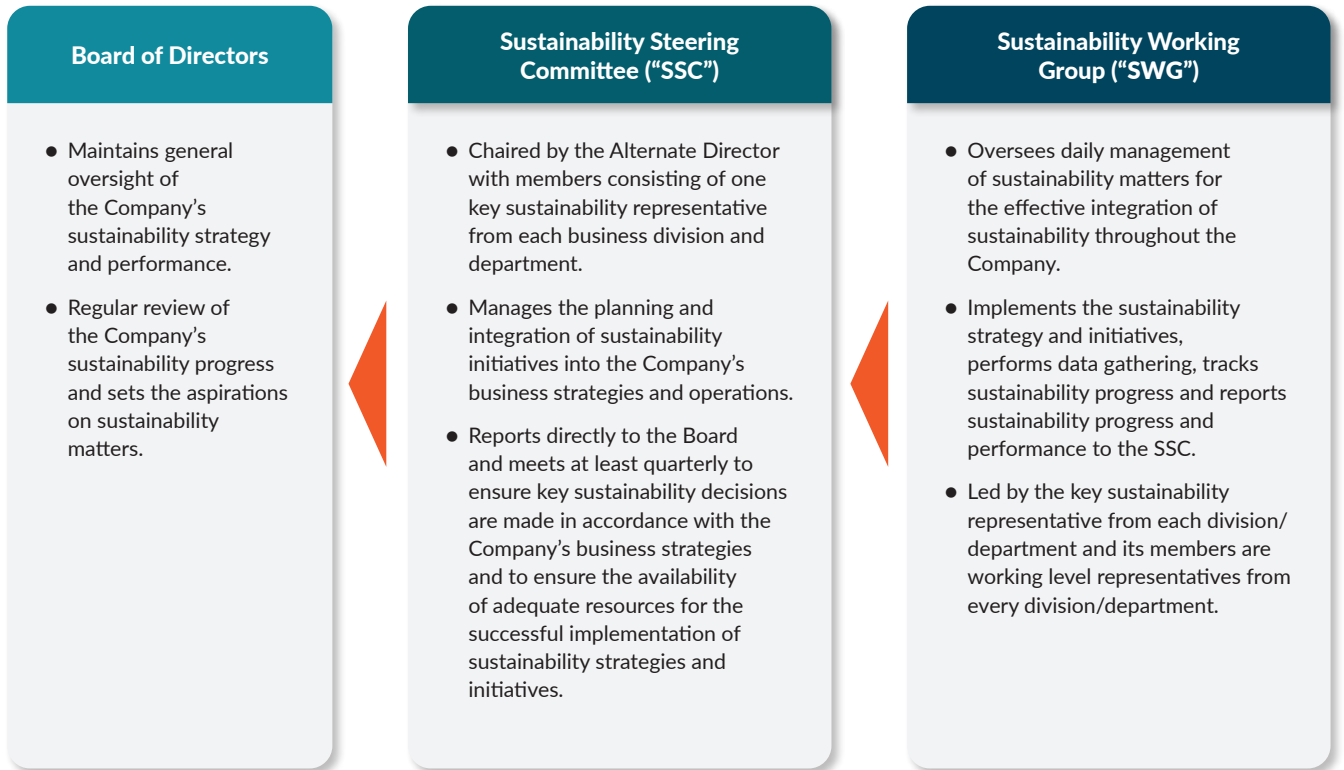 Board of Directors
● Maintains general
oversight of
the Company's
sustainability strategy
and performance.
● Regular review of
the Company's
sustainability progress
and sets the aspirations
on sustainability
matters.
Sustainability Steering
Committee (“SSC”)
● Chaired by the Alternate Director
with members consisting of one
key sustainability representative
from each business division and
department.
● Manages the planning and
integration of sustainability
initiatives into the Company's
business strategies and operations.
● Reports directly to the Board
and meets at least quarterly to
ensure key sustainability decisions
are made in accordance with the
Company's business strategies
and to ensure the availability
of adequate resources for the
successful implementation of
sustainability strategies and
initiatives.
Sustainability Working
Group (“SWG”)
● Oversees daily management
of sustainability matters for
the effective integration of
sustainability throughout the
Company.
● Implements the sustainability
strategy and initiatives,
performs data gathering, tracks
sustainability progress and reports
sustainability progress and
performance to the SSC.
● Led by the key sustainability
representative from each division/
department and its members are
working level representatives from
every division/department.